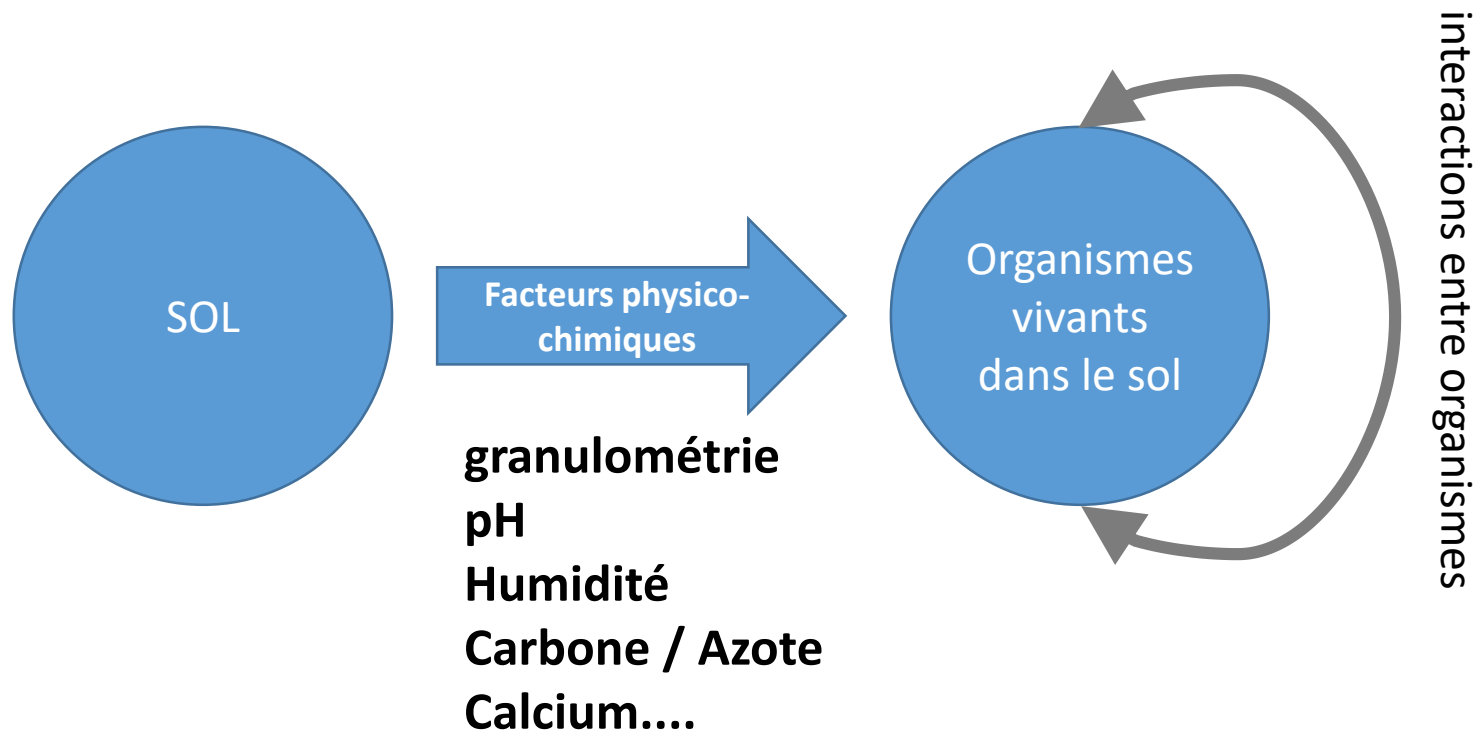 SOL
Facteurs physico-
chimiques
granulométrie
pH
Humidité
Carbone / Azote
Calcium....
Organismes
vivants
dans le sol
interactions entre organismes